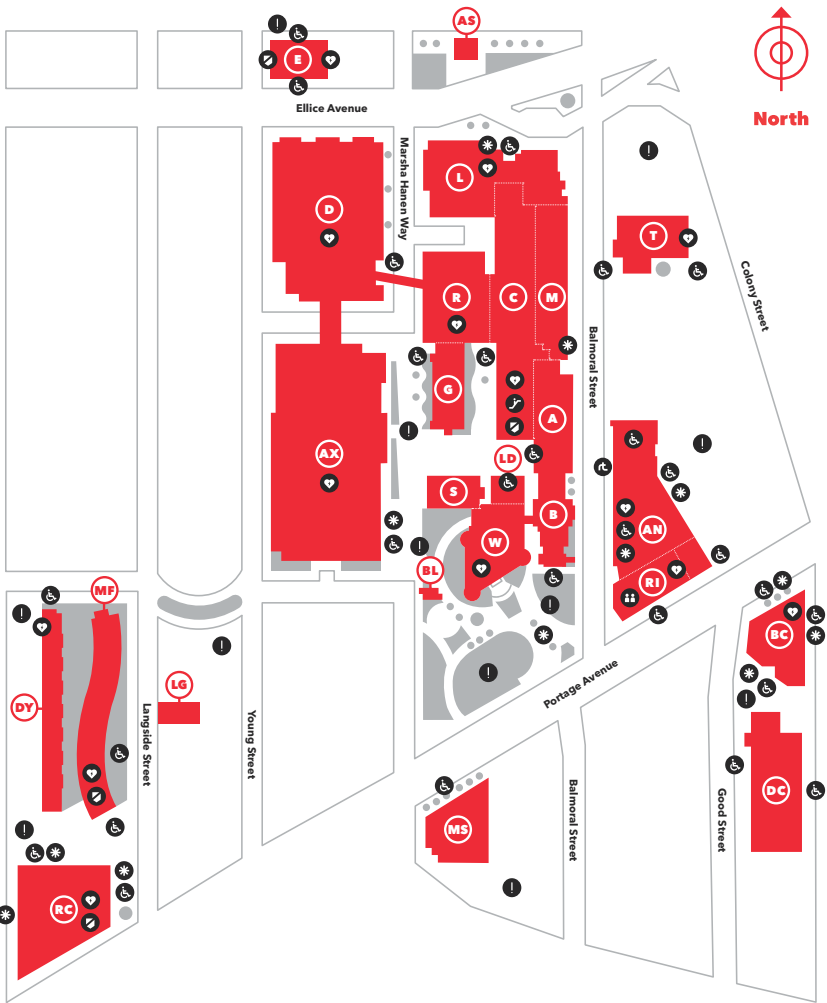 AS
E
North
Ellice Avenue
Marsha Hanen Way
L
D
T
R
C
M
Colony Street
Balmoral Street
G
A
AX
LD
S
B
W
AN
BL
RI
MF
BC
LG
DY
Portage Avenue
Langside Street
Young Street
Balmoral Street
Good Street
DC
MS
RC